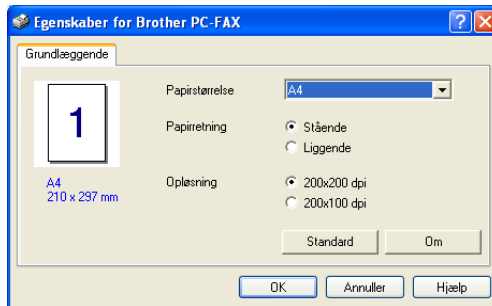 Egenskaber for Brother PC-FAX
Grundlæggende
1
A4
210 x 297 mm
Papirstørrelse
A4
Papirretning
Stående
Liggende
Opløsning
200x200 dpi
200x100 dpi
Standard
Om
OK
Annuller
Hjælp